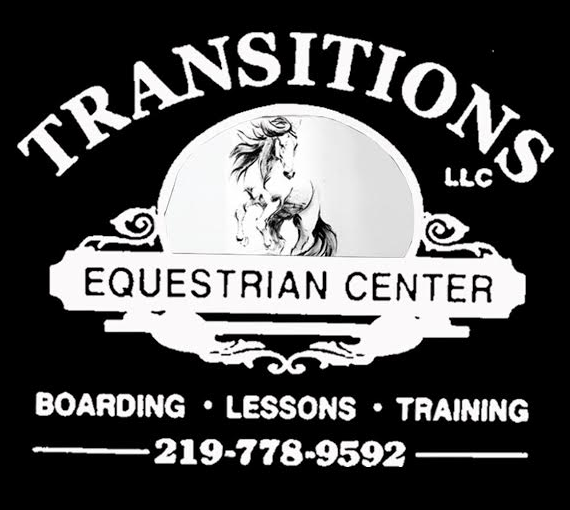 TRANSITIONS
LLC
EQUESTRIAN CENTER
BOARDING • LESSONS • TRAINING
219-778-9592